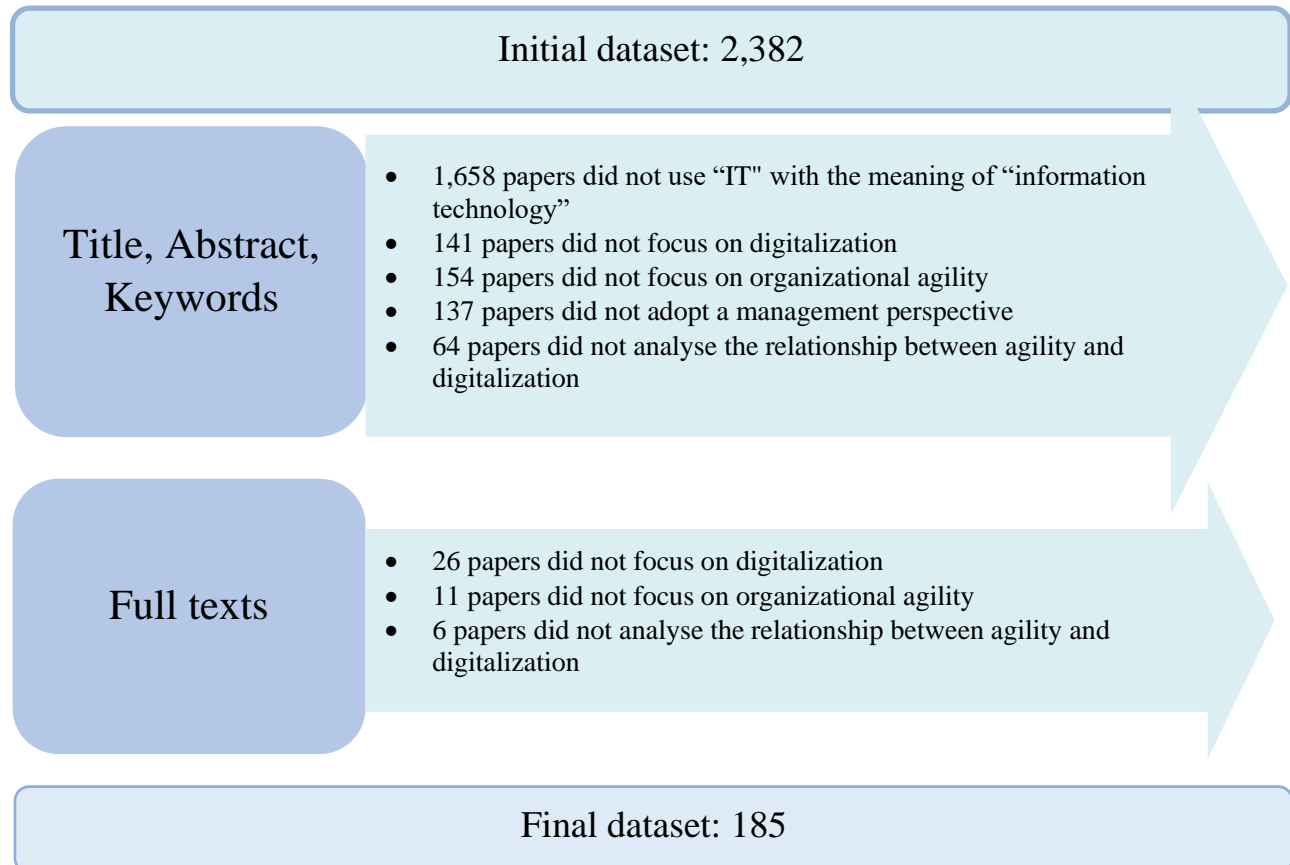 Initial dataset: 2,382
Title, Abstract,
Keywords
• 1,658 papers did not use “IT" with the meaning of “information
technology”
• 141 papers did not focus on digitalization
• 154 papers did not focus on organizational agility
• 137 papers did not adopt a management perspective
• 64 papers did not analyse the relationship between agility and
digitalization
Full texts
• 26 papers did not focus on digitalization
• 11 papers did not focus on organizational agility
• 6 papers did not analyse the relationship between agility and
digitalization
Final dataset: 185